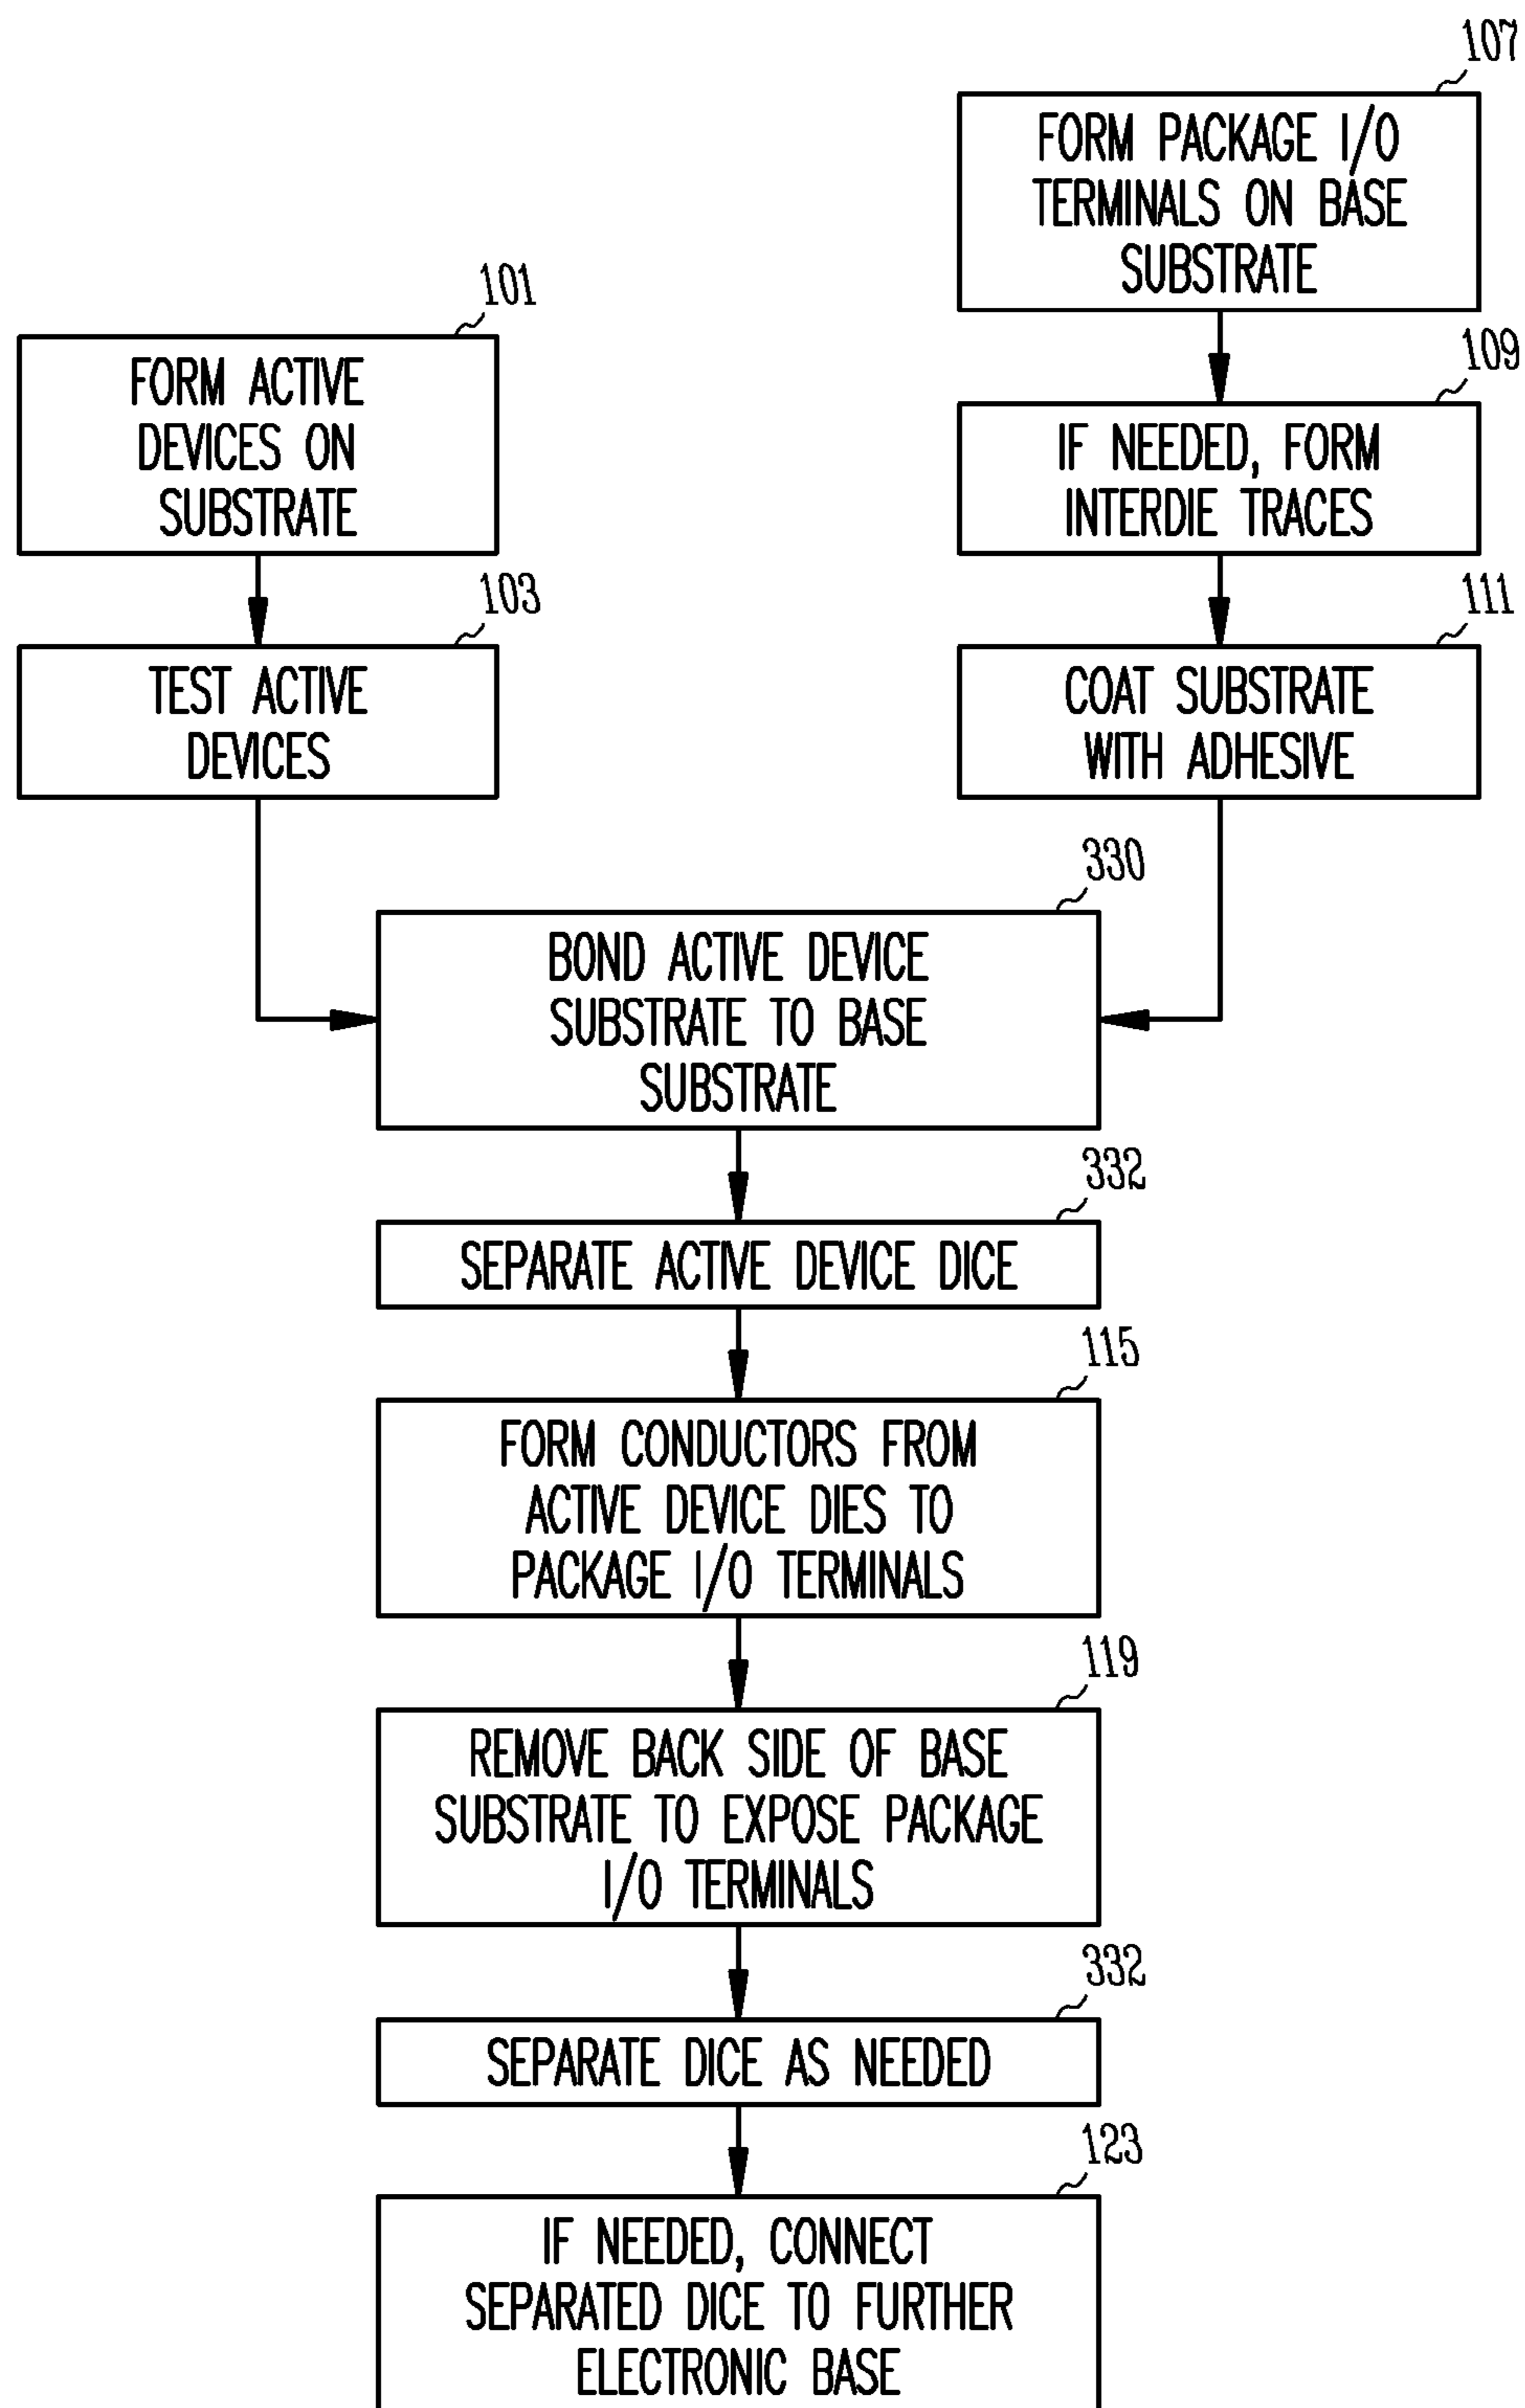 107
FORM PACKAGE I/O
TERMINALS ON BASE
SUBSTRATE
101
FORM ACTIVE
DEVICES ON
SUBSTRATE
109
IF NEEDED, FORM
INTERDIE TRACES
103
TEST ACTIVE
DEVICES
111
COAT SUBSTRATE
WITH ADHESIVE
330
BOND ACTIVE DEVICE
SUBSTRATE TO BASE
SUBSTRATE
332
SEPARATE ACTIVE DEVICE DICE
115
FORM CONDUCTORS FROM
ACTIVE DEVICE DIES TO
PACKAGE I/O TERMINALS
119
REMOVE BACK SIDE OF BASE
SUBSTRATE TO EXPOSE PACKAGE
I/O TERMINALS
332
SEPARATE DICE AS NEEDED
123
IF NEEDED, CONNECT
SEPARATED DICE TO FURTHER
ELECTRONIC BASE